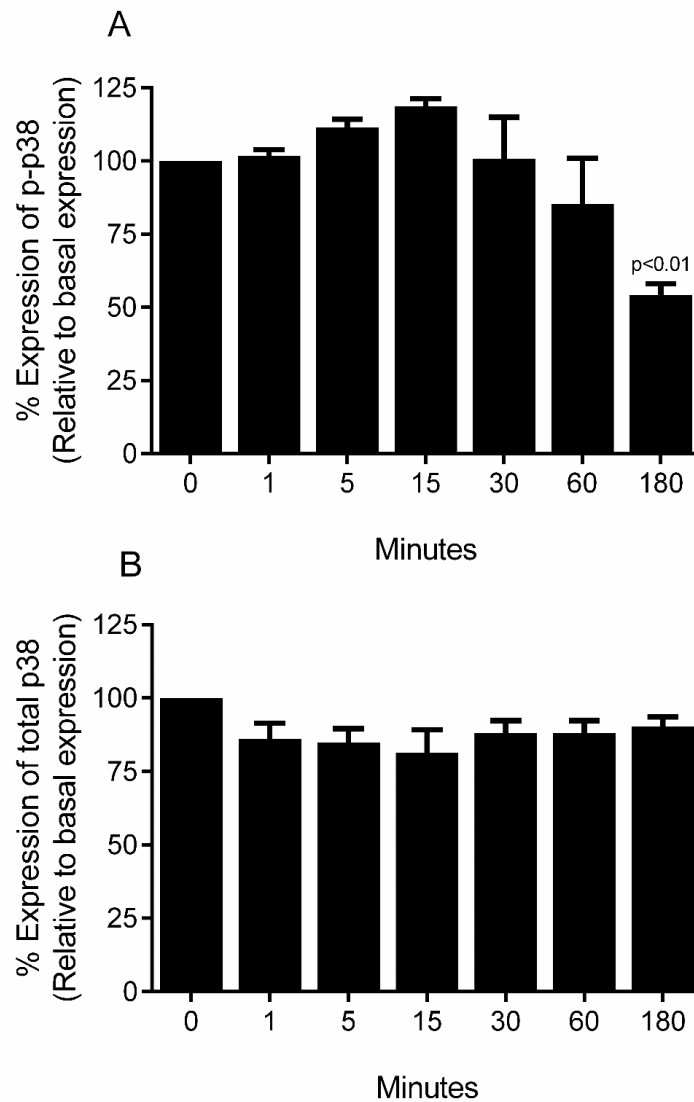 A
% Expression of p-p38
(Relative to basal expression)
125
100
75
50
25
0
p<0.01
0 1 5 15 30 60 180
Minutes
B
% Expression of total p38
(Relative to basal expression)
125
100
75
50
25
0
0 1 5 15 30 60 180
Minutes